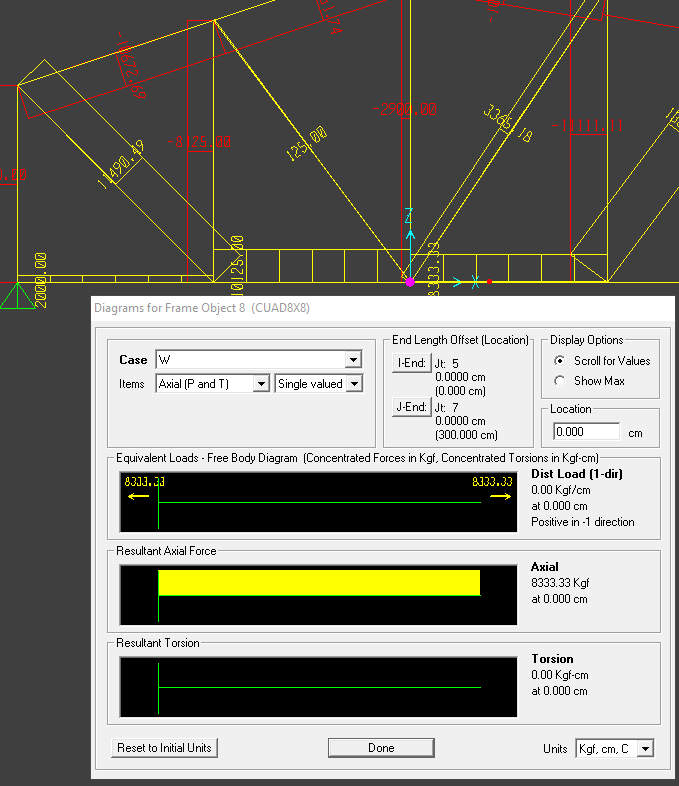 -2900.00
-8125.00
125.00
3365.18
-11111.11
11490.49
Z
2000.00
10125.00
8333.33
X
Diagrams for Frame Object 8 (CUAD8X8)
Case W
Items Axial (P and T) Single valued
End Length Offset (Location)
I-End: Jt: 5
0.0000 cm
(0.000 cm)
J-End: Jt: 7
0.0000 cm
(300.000 cm)
Display Options
Scroll for Values
Show Max
Location
0.000 cm
Equivalent Loads - Free Body Diagram (Concentrated Forces in Kgf, Concentrated Torsions in Kgf-cm)
8333.33 8333.33
Dist Load (1-dir)
0.00 Kgf/cm
at 0.000 cm
Positive in -1 direction
Resultant Axial Force
Axial
8333.33 Kgf
at 0.000 cm
Resultant Torsion
Torsion
0.00 Kgf-cm
at 0.000 cm
Reset to Initial Units Done Units Kgf, cm, C